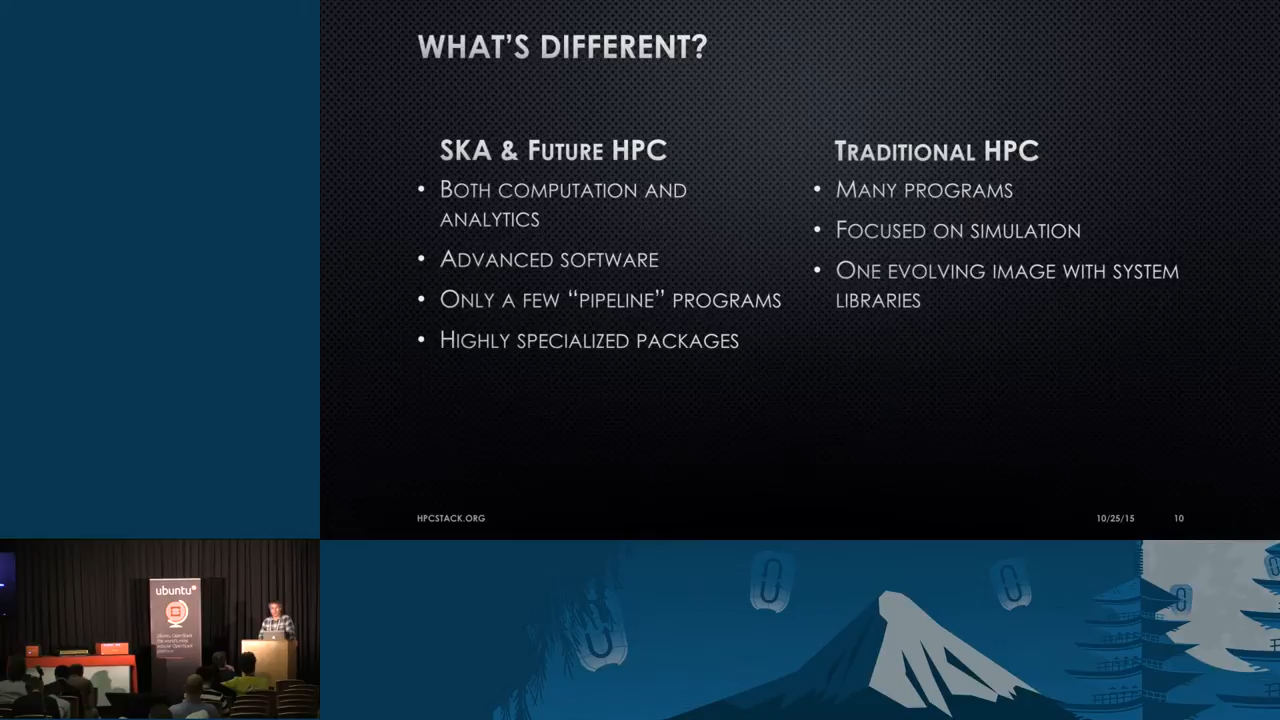 WHAT'S DIFFERENT?
SKA & FUTURE HPC
• BOTH COMPUTATION AND
ANALYTICS
• ADVANCED SOFTWARE
• ONLY A FEW “PIPELINE” PROGRAMS
• HIGHLY SPECIALIZED PACKAGES
TRADITIONAL HPC
• MANY PROGRAMS
• FOCUSED ON SIMULATION
• ONE EVOLVING IMAGE WITH SYSTEM
LIBRARIES
HPCSTACK.ORG
10/25/15
10
ubuntu